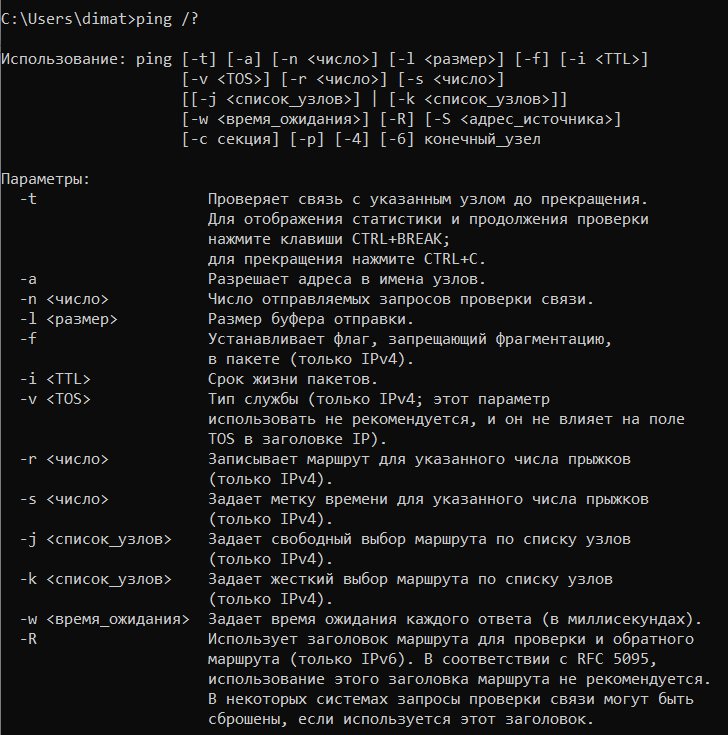 C:\Users\dimat>ping /?
Использование: ping [-t] [-a] [-n <число>] [-l <размер>] [-f] [-i <TTL>]
[-v <TOS>] [-r <число>] [-s <число>]
[[-j <список_узлов>] | [-k <список_узлов>]]
[-w <время_ожидания>] [-R] [-S <адрес_источника>]
[-c секция] [-p] [-4] [-6] конечный_узел
Параметры:
-t Проверяет связь с указанным узлом до прекращения.
Для отображения статистики и продолжения проверки
нажмите клавиши CTRL+BREAK;
для прекращения нажмите CTRL+C.
-a Разрешает адреса в имена узлов.
-n <число> Число отправляемых запросов проверки связи.
-l <размер> Размер буфера отправки.
-f Устанавливает флаг, запрещающий фрагментацию,
в пакете (только IPv4).
-i <TTL> Срок жизни пакетов.
-v <TOS> Тип службы (только IPv4; этот параметр
использовать не рекомендуется, и он не влияет на поле
TOS в заголовке IP).
-r <число> Записывает маршрут для указанного числа прыжков
(только IPv4).
-s <число> Задает метку времени для указанного числа прыжков
(только IPv4).
-j <список_узлов> Задает свободный выбор маршрута по списку узлов
(только IPv4).
-k <список_узлов> Задает жесткий выбор маршрута по списку узлов
(только IPv4).
-w <время_ожидания> Задает время ожидания каждого ответа (в миллисекундах).
-R Использует заголовок маршрута для проверки и обратного
маршрута (только IPv6). В соответствии с RFC 5095,
использование этого заголовка маршрута не рекомендуется.
В некоторых системах запросы проверки связи могут быть
сброшены, если используется этот заголовок.